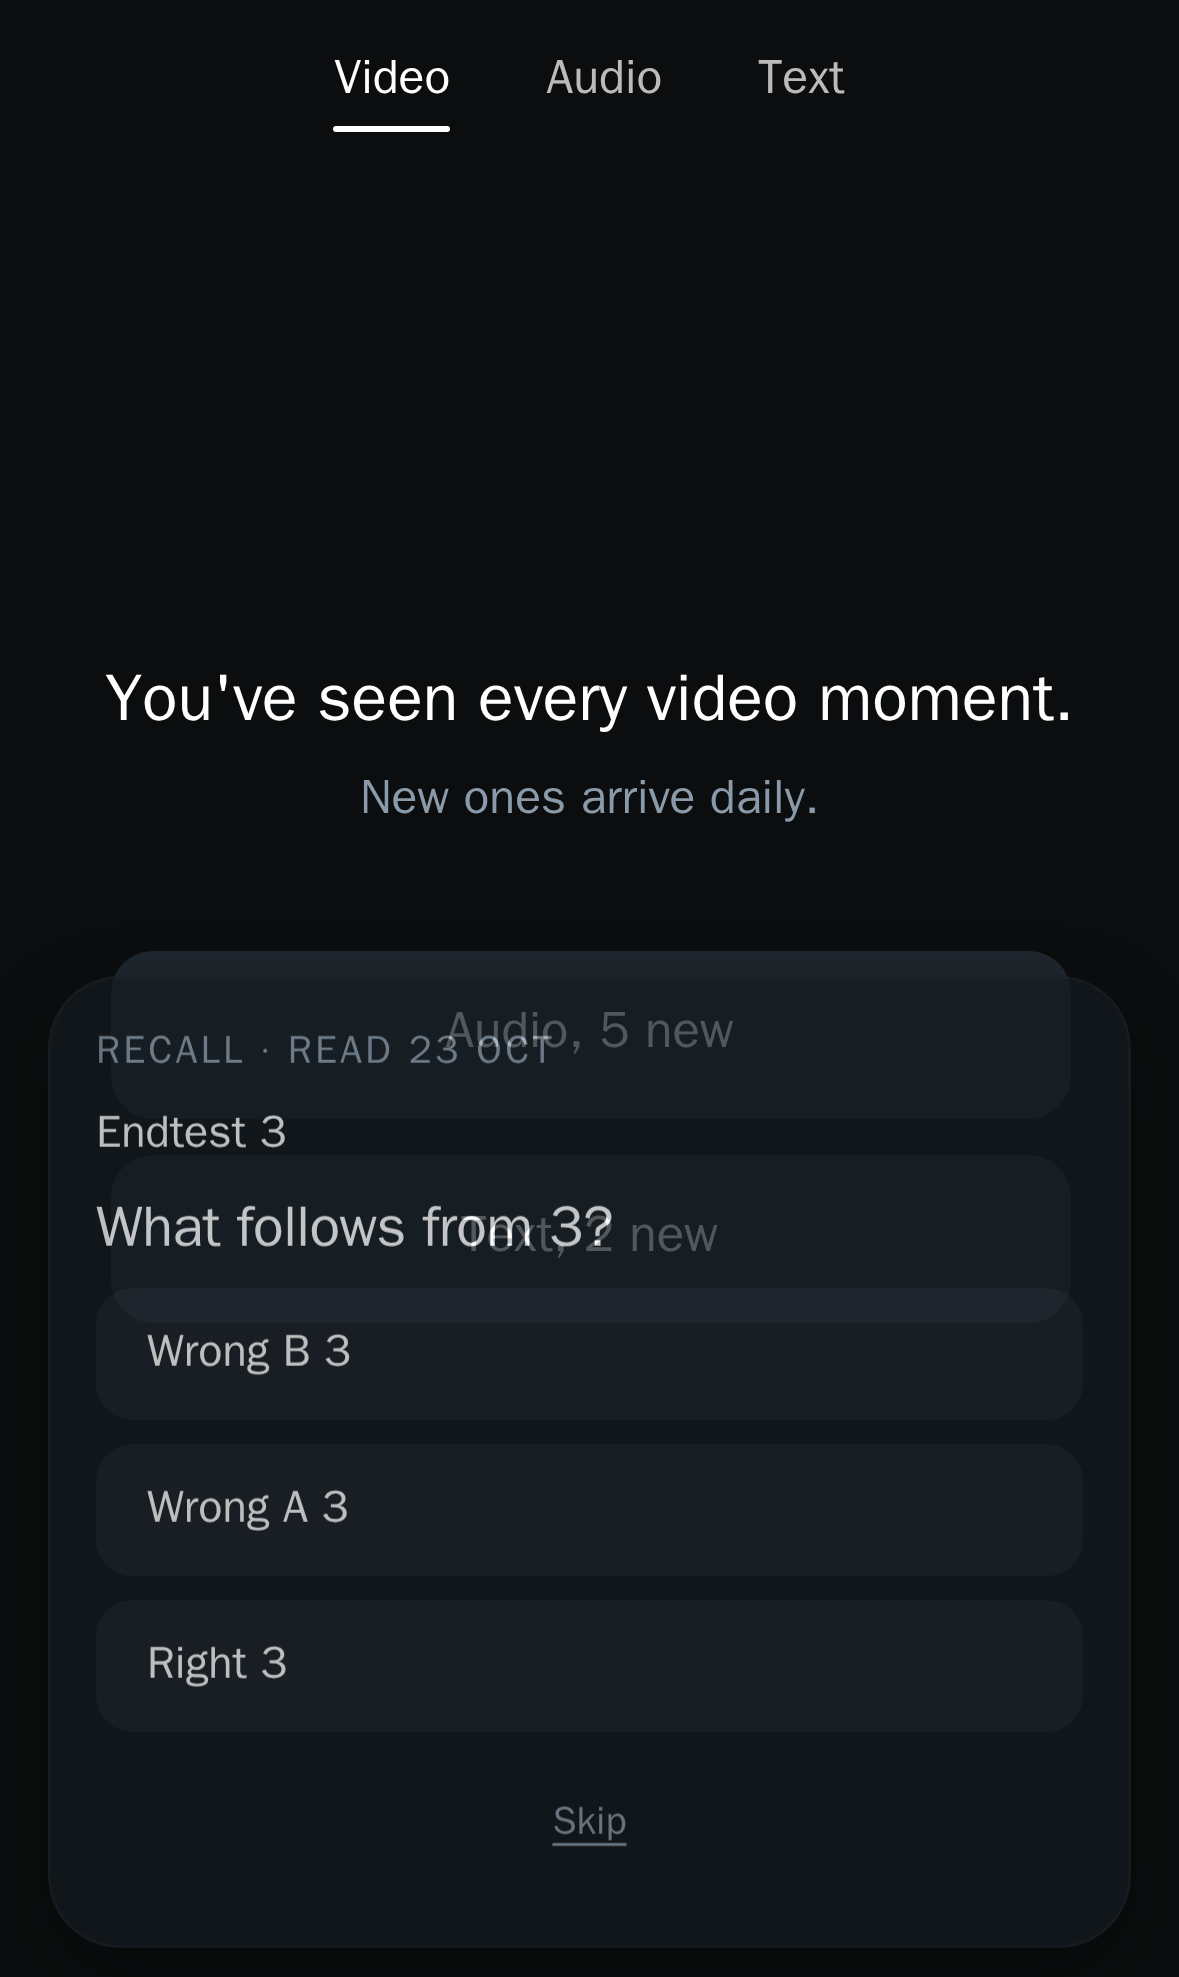 Video Audio Text
You've seen every video moment.
New ones arrive daily.
Audio, 5 new
RECALL · READ 23 OCT
Endtest 3
What follows from 3?
Text, 2 new
Wrong B 3
Wrong A 3
Right 3
Skip